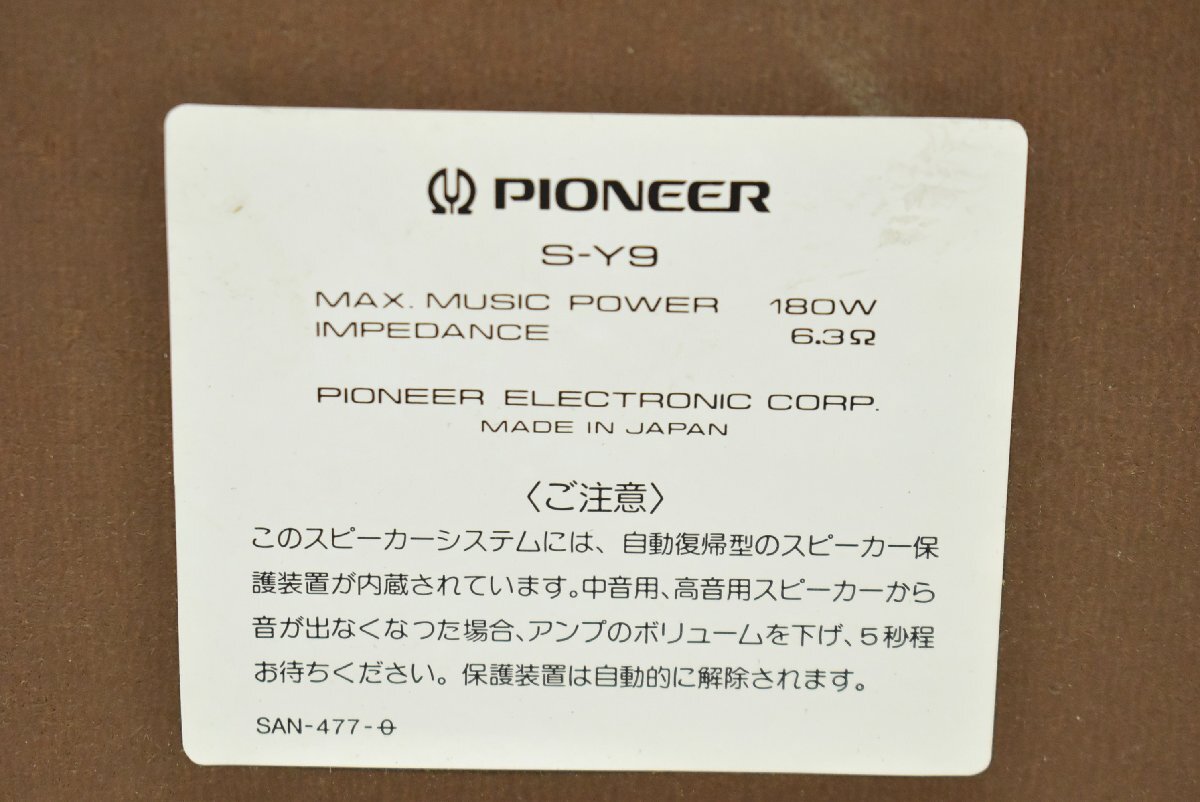 PIONEER
S-Y9
MAX. MUSIC POWER 180W
IMPEDANCE 6.3Ω
PIONEER ELECTRONIC CORP.
MADE IN JAPAN
〈ご注意〉
このスピーカーシステムには、自動復帰型のスピーカー保
護装置が内蔵されています。中音用、高音用スピーカーから
音が出なくなつた場合、アンプのボリュームを下げ、5秒程
お待ちください。保護装置は自動的に解除されます。
SAN-477-0